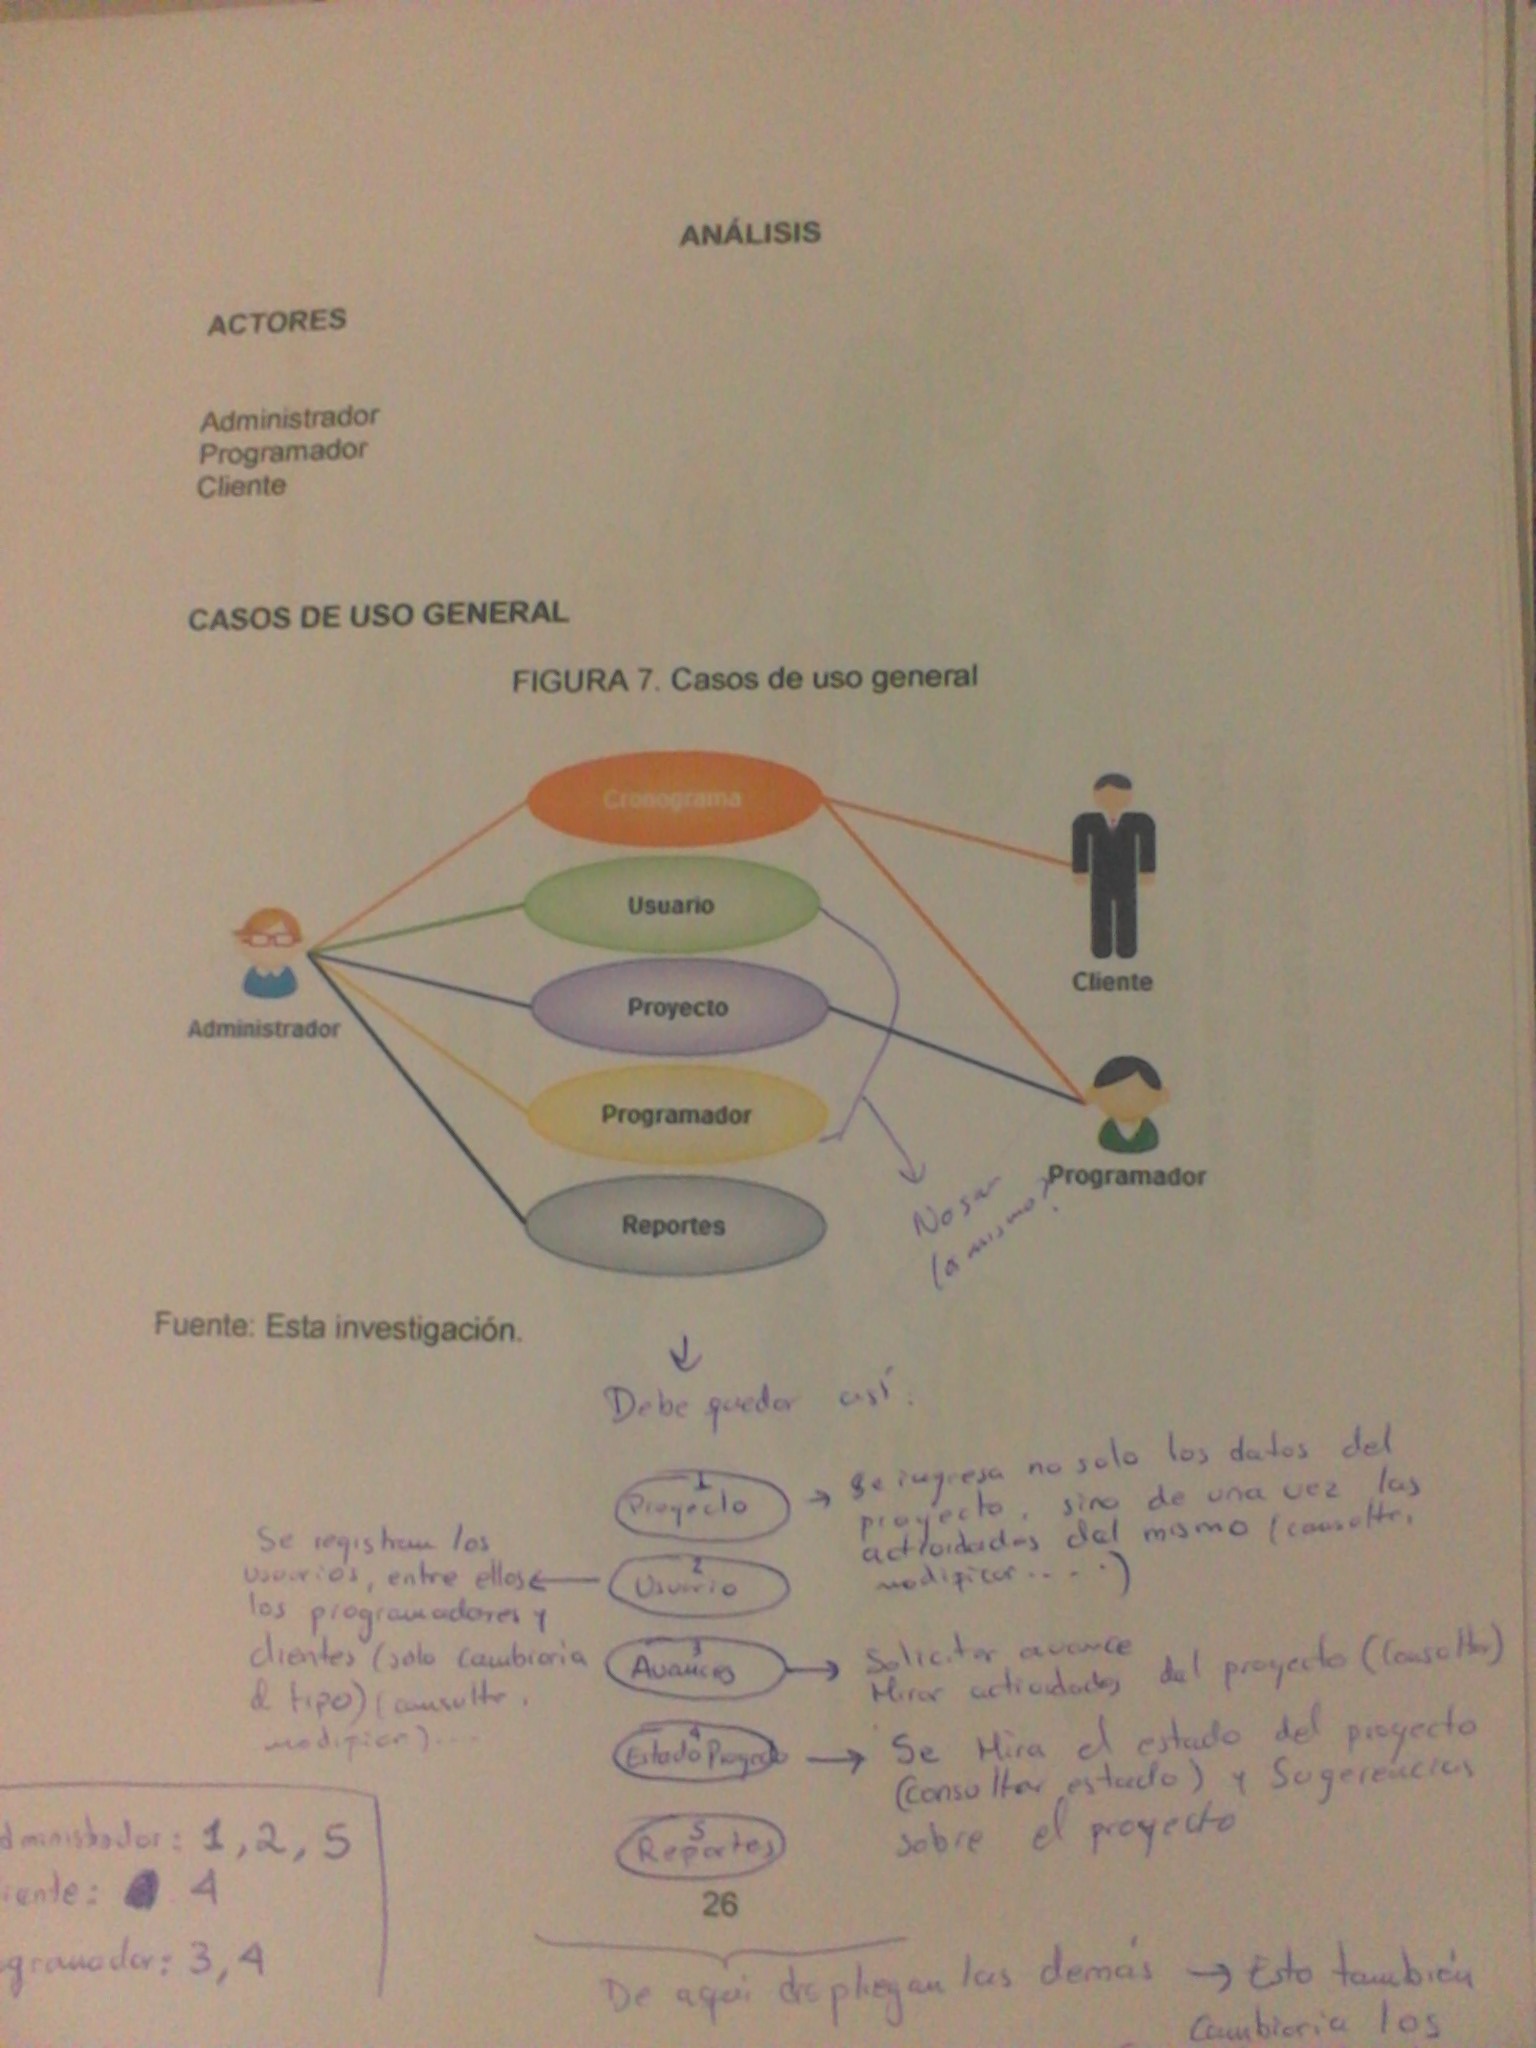 ANÁLISIS
ACTORES
Administrador
Programador
Cliente
CASOS DE USO GENERAL
FIGURA 7. Casos de uso general
Cronograma
Usuario
Proyecto
Programador
Reportes
Administrador
Cliente
Programador
No son
lo mismo?
Fuente: Esta investigación.
Debe quedar así:
1
Proyecto
Se ingresa no solo los datos del
proyecto, sino de una vez las
actividades del mismo (consultar,
modificar.....)
2
Usuario
Se registran los
usuarios, entre ellos
los programadores y
clientes (solo cambiaria
el tipo) (consultar,
modificar)....
3
Avances
Solicitar avance
Mirar actividades del proyecto (Consultar)
4
Estado Proyecto
Se Mira el estado del proyecto
(consultar estado) y Sugerencias
sobre el proyecto
5
Reportes
dministrador: 1, 2, 5
iente: 4
ogramador: 3, 4
26
De aquí despliegan las demás → Esto también
Cambiaria los